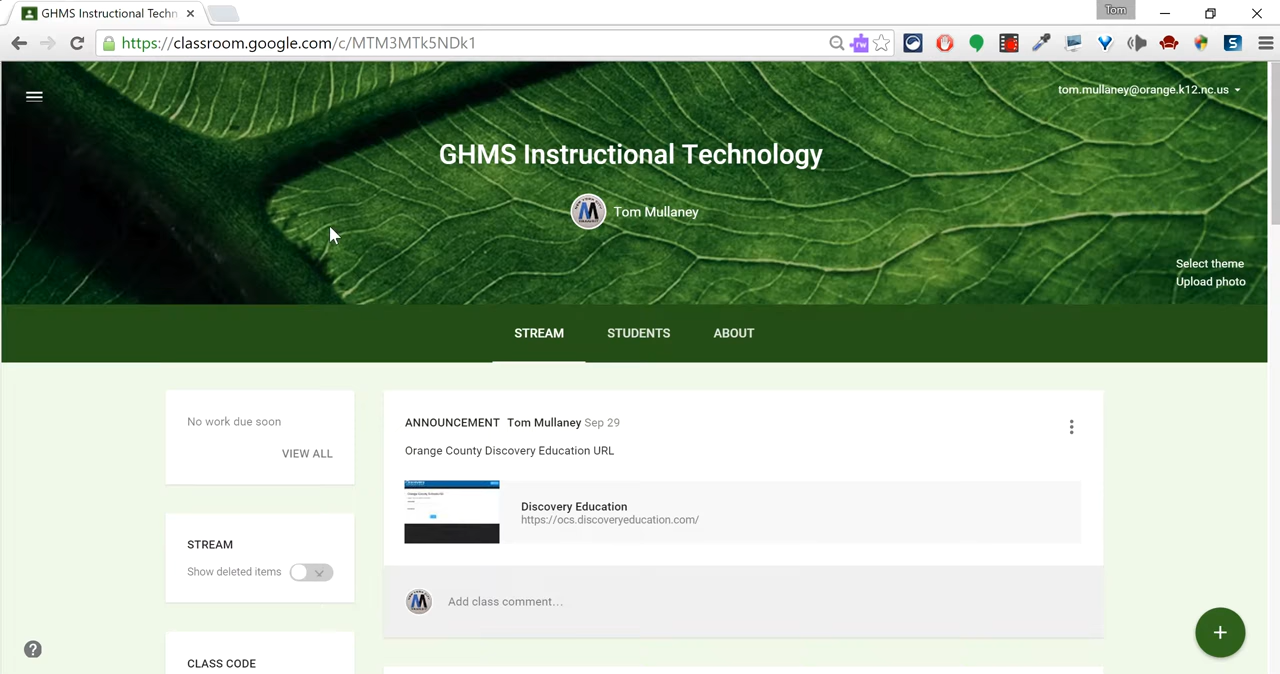 GHMS Instructional Techn
Tom
https://classroom.google.com/c/MTM3MTk5NDk1
rw
S
tom.mullaney@orange.k12.nc.us
GHMS Instructional Technology
M
Tom Mullaney
Select theme
Upload photo
STREAM
STUDENTS
ABOUT
No work due soon
VIEW ALL
ANNOUNCEMENT Tom Mullaney Sep 29
Orange County Discovery Education URL
Discovery Education
https://ocs.discoveryeducation.com/
STREAM
Show deleted items
M
Add class comment…
CLASS CODE